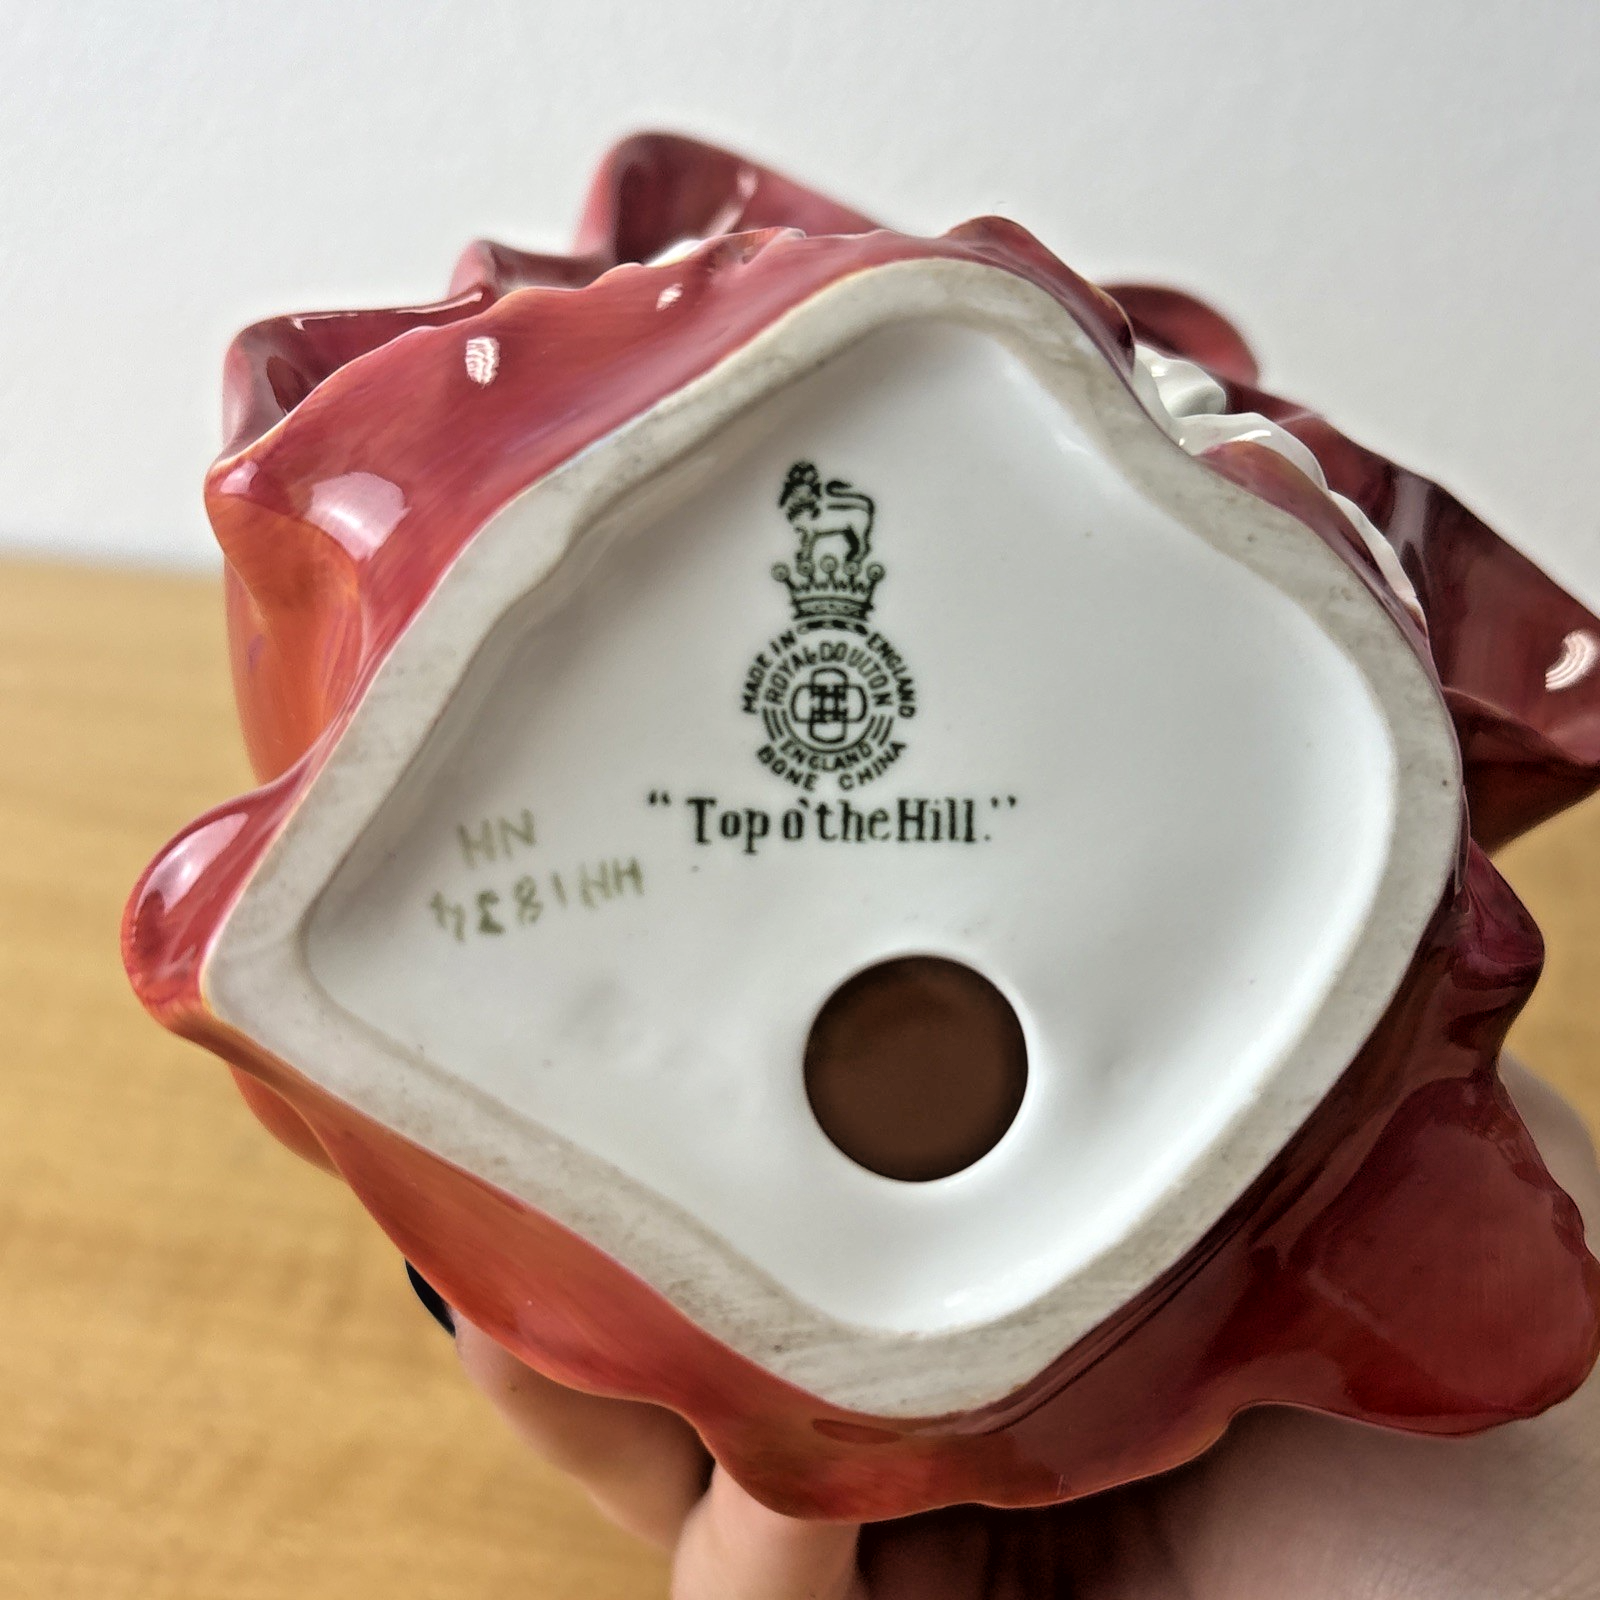 MADE IN ENGLAND
ROYAL DOULTON
ENGLAND
BONE CHINA
"Top o' the Hill."
HN
HN1834